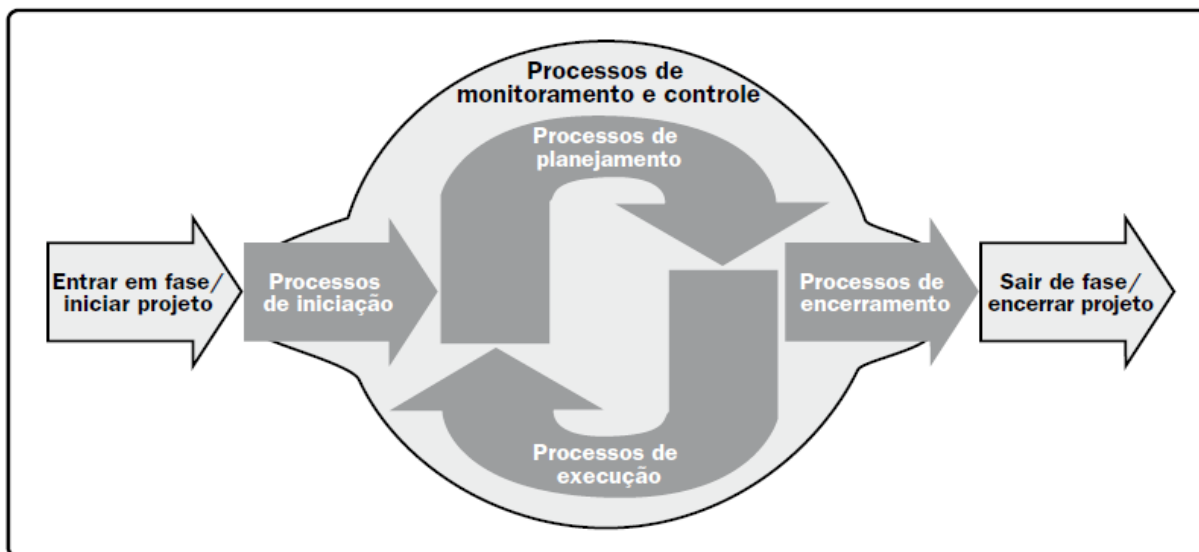 Processos de
monitoramento e controle
Processos de
planejamento
Entrar em fase/
iniciar projeto
Processos
de iniciação
Processos de
encerramento
Sair de fase/
encerrar projeto
Processos de
execução